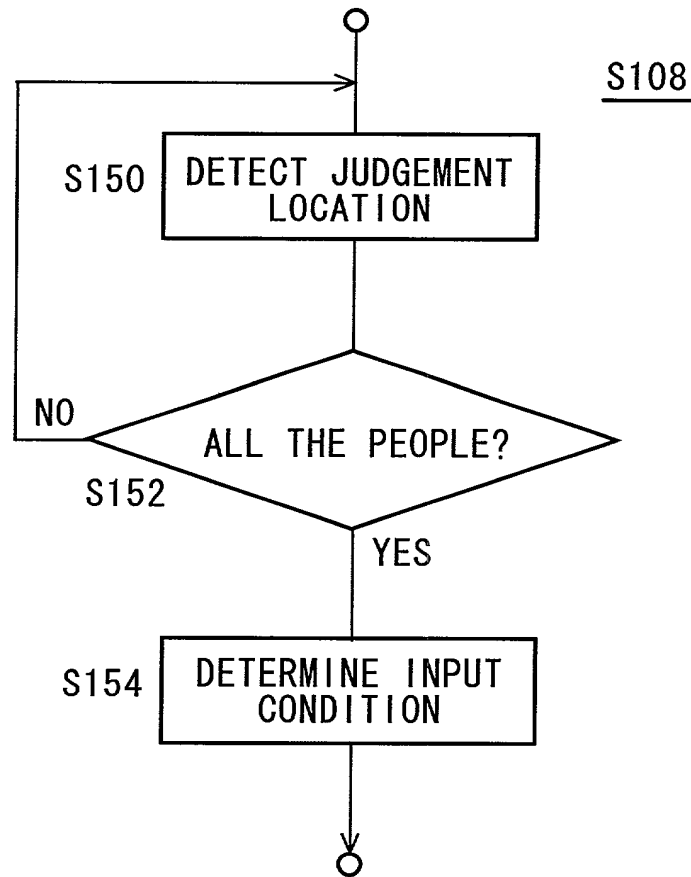 S108
S150
DETECT JUDGEMENT
LOCATION
NO
ALL THE PEOPLE?
S152
YES
S154
DETERMINE INPUT
CONDITION